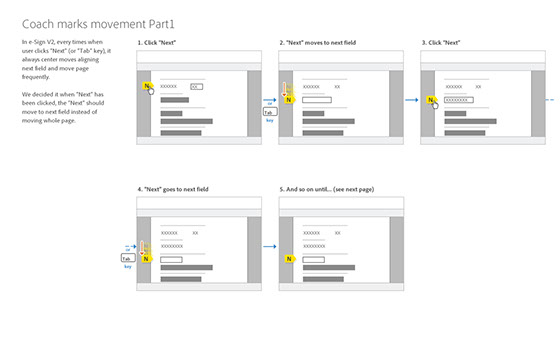 Coach marks movement Part1
In e-Sign V2, every times when
user clicks "Next" (or "Tab" key), it
always center moves aligning
next field and move page
frequently.
We decided it when "Next" has
been clicked, the "Next" should
move to next field instead of
moving whole page.
1. Click "Next"
N
XXXXXX XX
2. "Next" moves to next field
or
Tab
key
XXXXXX XX
N
3. Click "Next"
XXXXXX XX
N
XXXXXXXX
4. "Next" goes to next field
or
Tab
key
XXXXXX XX
XXXXXXXX
N
5. And so on until... (see next page)
XXXXXX XX
XXXXXXXX
N